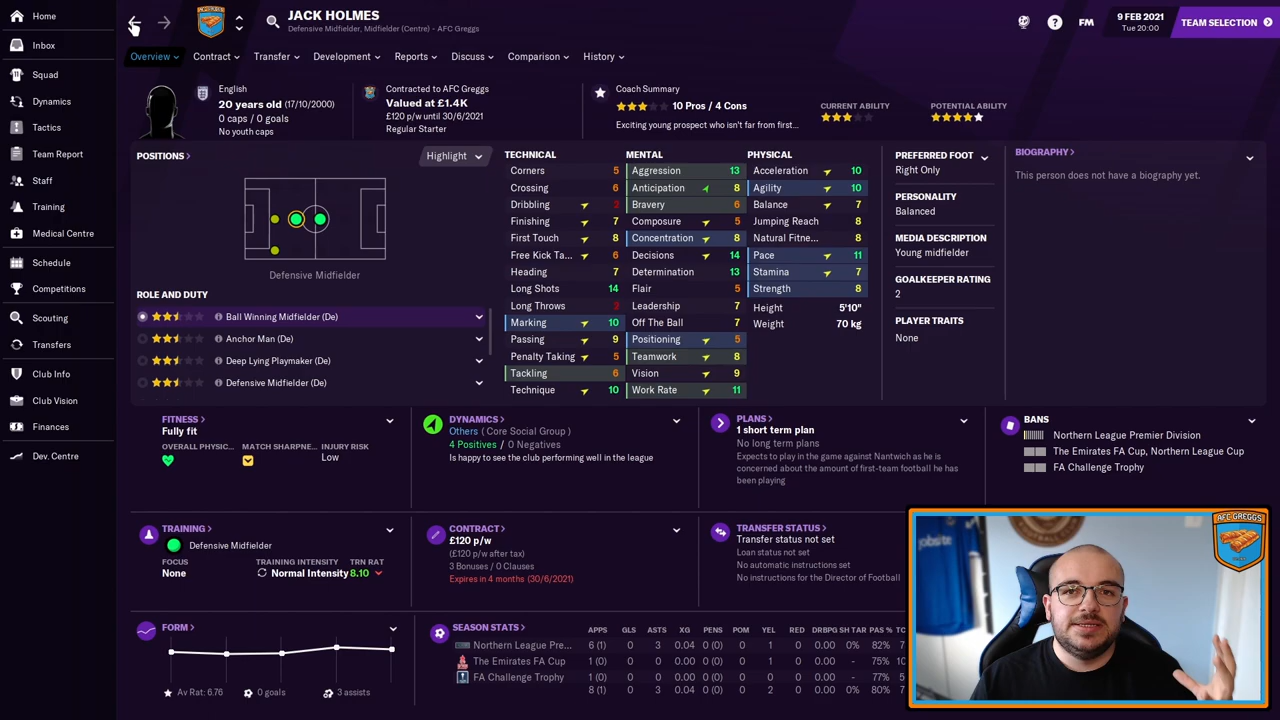 Home
Inbox
Squad
Dynamics
Tactics
Team Report
Staff
Training
Medical Centre
Schedule
Competitions
Scouting
Transfers
Club Info
Club Vision
Finances
Dev. Centre
JACK HOLMES
Defensive Midfielder, Midfielder (Centre) - AFC Greggs
FM
9 FEB 2021
Tue 20:00
TEAM SELECTION
Overview
Contract
Transfer
Development
Reports
Discuss
Comparison
History
English
20 years old (17/10/2000)
0 caps / 0 goals
No youth caps
Contracted to AFC Greggs
Valued at £1.4K
£120 p/w until 30/6/2021
Regular Starter
Coach Summary
10 Pros / 4 Cons
Exciting young prospect who isn't far from first...
CURRENT ABILITY
POTENTIAL ABILITY
POSITIONS
Highlight
Defensive Midfielder
ROLE AND DUTY
Ball Winning Midfielder (De)
Anchor Man (De)
Deep Lying Playmaker (De)
Defensive Midfielder (De)
TECHNICAL
Corners 5
Crossing 6
Dribbling 3
Finishing 7
First Touch 8
Free Kick Ta... 6
Heading 7
Long Shots 14
Long Throws
Marking 10
Passing 9
Penalty Taking 5
Tackling 6
Technique 10
MENTAL
Aggression 13
Anticipation 8
Bravery 6
Composure 5
Concentration 8
Decisions 14
Determination 13
Flair 5
Leadership 7
Off The Ball 7
Positioning 5
Teamwork 8
Vision 9
Work Rate 11
PHYSICAL
Acceleration 10
Agility 10
Balance 7
Jumping Reach 8
Natural Fitne... 8
Pace 11
Stamina 7
Strength 8
Height 5'10"
Weight 70 kg
PREFERRED FOOT
Right Only
PERSONALITY
Balanced
MEDIA DESCRIPTION
Young midfielder
GOALKEEPER RATING
2
PLAYER TRAITS
None
BIOGRAPHY
This person does not have a biography yet.
FITNESS
Fully fit
OVERALL PHYSIC... MATCH SHARPNE... INJURY RISK
Low
DYNAMICS
Others ( Core Social Group )
4 Positives / 0 Negatives
Is happy to see the club performing well in the league
PLANS
1 short term plan
No long term plans
Expects to play in the game against Nantwich as he is
concerned about the amount of first-team football he has
been playing
BANS
Northern League Premier Division
The Emirates FA Cup, Northern League Cup
FA Challenge Trophy
TRAINING
Defensive Midfielder
FOCUS TRAINING INTENSITY TRN RAT
None Normal Intensity 8.10
CONTRACT
£120 p/w
(£120 p/w after tax)
3 Bonuses / 0 Clauses
Expires in 4 months (30/6/2021)
TRANSFER STATUS
Transfer status not set
Loan status not set
No automatic instructions set
No instructions for the Director of Football
FORM
Av Rat: 6.76 0 goals 3 assists
SEASON STATS APPS GLS ASTS XG PENS POM YEL RED DRBPG SH TAR PAS % TC
Northern League Pre... 6 (1) 0 3 0.04 0 (0) 0 1 0 0.00 0% 82% 7
The Emirates FA Cup 1 (0) 0 0 0.00 0 (0) 0 1 0 0.00 - 75% 10
FA Challenge Trophy 1 (0) 0 0 0.00 0 (0) 0 0 0 0.00 - 77% 5
8 (1) 0 3 0.04 0 (0) 0 2 0 0.00 0% 80% 7
AFC GREGGS